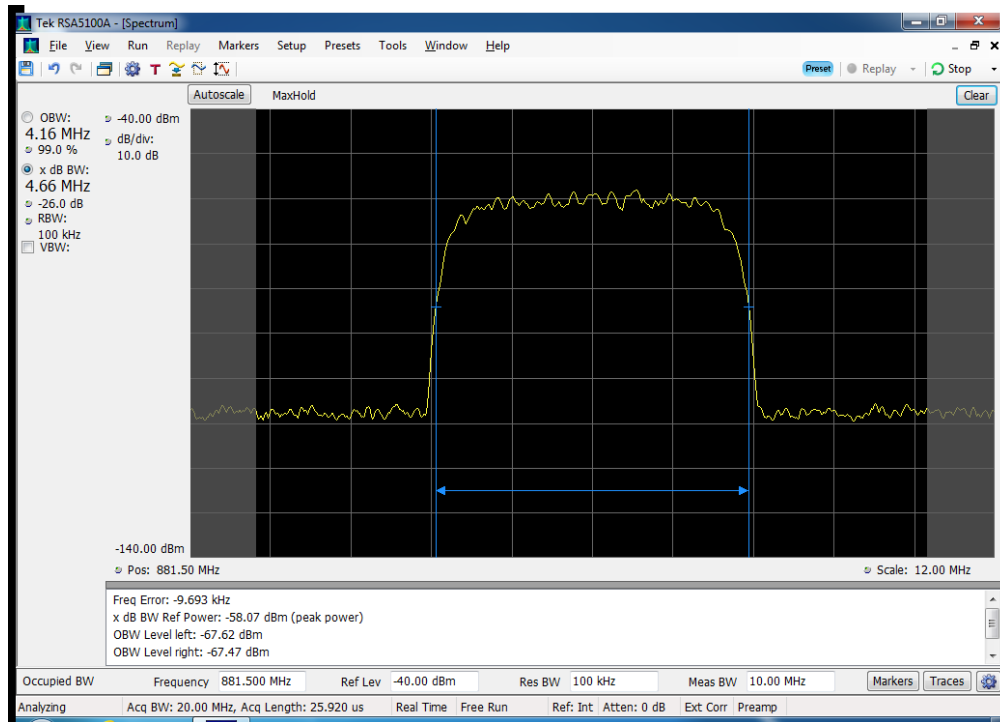 Tek RSA5100A - [Spectrum]
File View Run Replay Markers Setup Presets Tools Window Help
T Preset Replay Stop
Autoscale MaxHold Clear
OBW:
4.16 MHz
99.0 %
x dB BW:
4.66 MHz
-26.0 dB
RBW:
100 kHz
VBW:
-40.00 dBm
dB/div:
10.0 dB
-140.00 dBm
Pos: 881.50 MHz Scale: 12.00 MHz
Freq Error: -9.693 kHz
x dB BW Ref Power: -58.07 dBm (peak power)
OBW Level left: -67.62 dBm
OBW Level right: -67.47 dBm
Occupied BW Frequency 881.500 MHz Ref Lev -40.00 dBm Res BW 100 kHz Meas BW 10.00 MHz Markers Traces
Analyzing Acq BW: 20.00 MHz, Acq Length: 25.920 us Real Time Free Run Ref: Int Atten: 0 dB Ext Corr Preamp